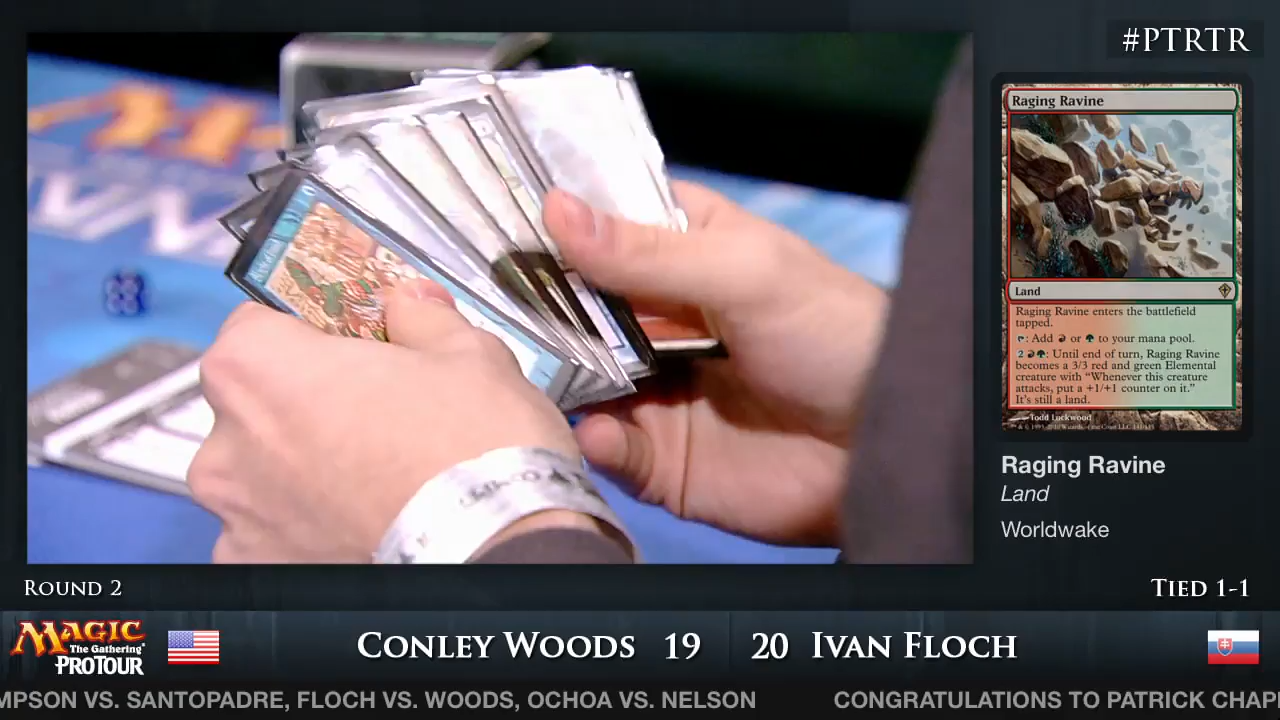 #PTRTR
Raging Ravine
Land
Raging Ravine enters the battlefield
tapped.
: Add or to your mana pool.
2 : Until end of turn, Raging Ravine
becomes a 3/3 red and green Elemental
creature with “Whenever this creature
attacks, put a +1/+1 counter on it.”
It's still a land.
Todd Lockwood
Raging Ravine
Land
Worldwake
ROUND 2
TIED 1-1
MAGIC
The Gathering
PROTOUR
CONLEY WOODS 19
20 IVAN FLOCH
MPSON VS. SANTOPADRE, FLOCH VS. WOODS, OCHOA VS. NELSON
CONGRATULATIONS TO PATRICK CHAP